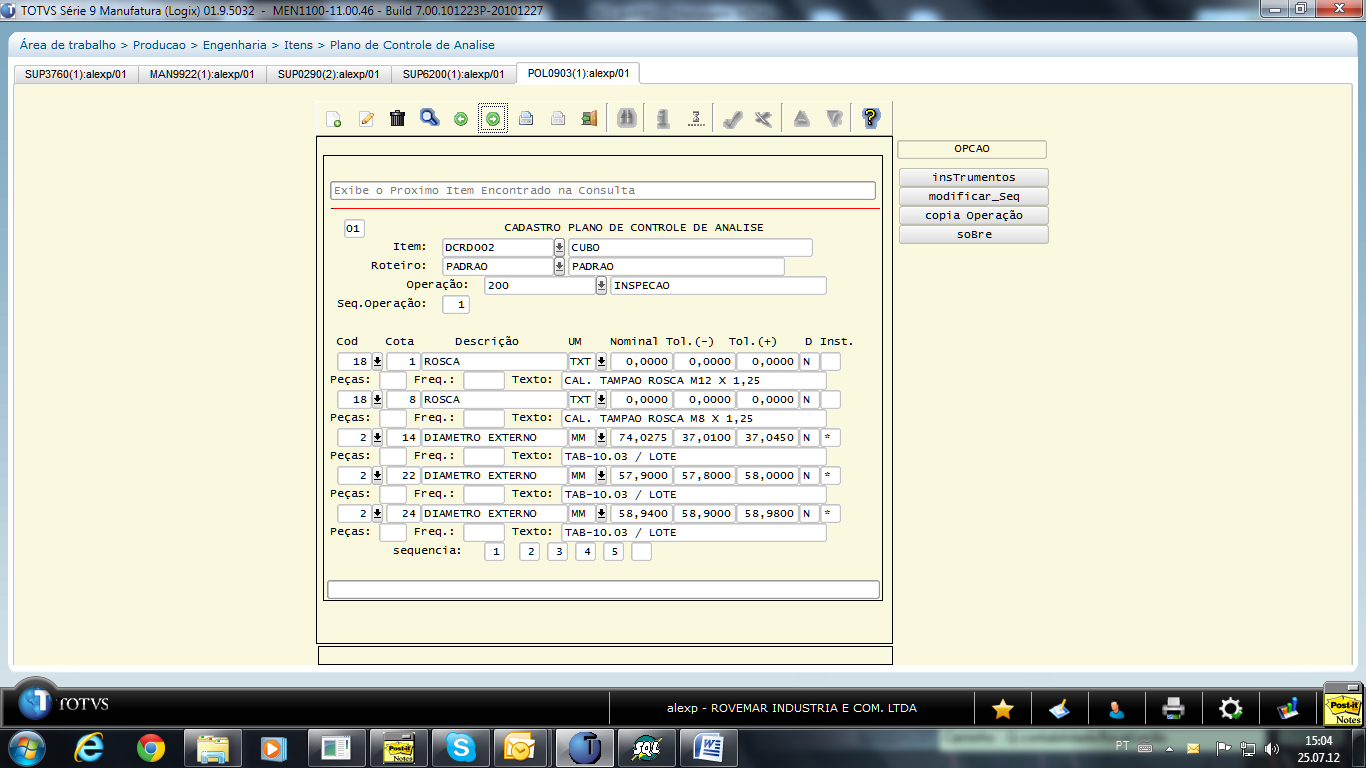 TOTVS Série 9 Manufatura (Logix) 01.9.5032 - MEN1100-11.00.46 - Build 7.00.101223P-20101227
Área de trabalho > Producao > Engenharia > Itens > Plano de Controle de Analise
SUP3760(1):alexp/01 MAN9922(1):alexp/01 SUP0290(2):alexp/01 SUP6200(1):alexp/01 POL0903(1):alexp/01
OPCAO
insTrumentos
modificar_Seq
copia Operação
soBre
Exibe o Proximo Item Encontrado na Consulta
01 CADASTRO PLANO DE CONTROLE DE ANALISE
Item: DCRD002 CUBO
Roteiro: PADRAO PADRAO
Operação: 200 INSPECAO
Seq.Operação: 1
Cod Cota Descrição UM Nominal Tol.(-) Tol.(+) D Inst.
18 1 ROSCA TXT 0,0000 0,0000 0,0000 N
Peças: Freq.: Texto: CAL. TAMPAO ROSCA M12 X 1,25
18 8 ROSCA TXT 0,0000 0,0000 0,0000 N
Peças: Freq.: Texto: CAL. TAMPAO ROSCA M8 X 1,25
2 14 DIAMETRO EXTERNO MM 74,0275 37,0100 37,0450 N *
Peças: Freq.: Texto: TAB-10.03 / LOTE
2 22 DIAMETRO EXTERNO MM 57,9000 57,8000 58,0000 N *
Peças: Freq.: Texto: TAB-10.03 / LOTE
2 24 DIAMETRO EXTERNO MM 58,9400 58,9000 58,9800 N *
Peças: Freq.: Texto: TAB-10.03 / LOTE
sequencia: 1 2 3 4 5
TOTVS alexp - ROVEMAR INDUSTRIA E COM. LTDA
Post-it Notes
PT 15:04
25.07.12